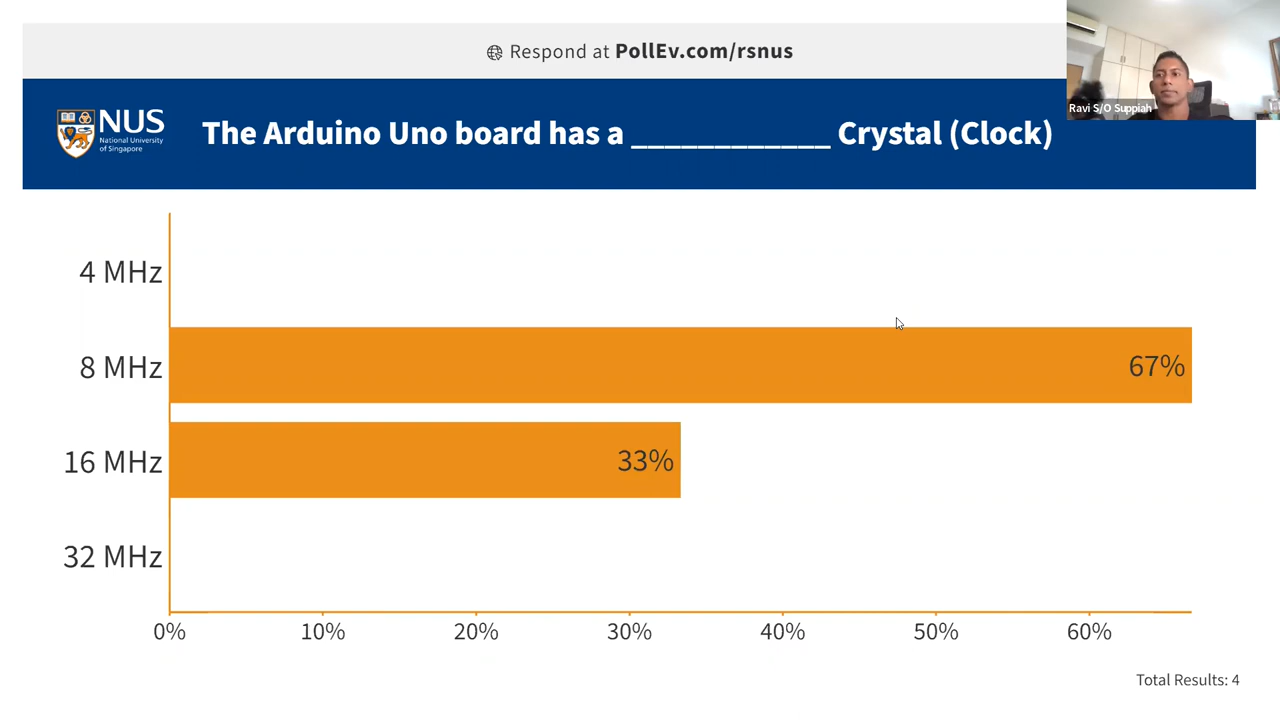 Respond at PollEv.com/rsnus
Ravi S/O Suppiah
NUS
National University
of Singapore
The Arduino Uno board has a ____________ Crystal (Clock)
4 MHz
8 MHz
67%
16 MHz
33%
32 MHz
0% 10% 20% 30% 40% 50% 60%
Total Results: 4